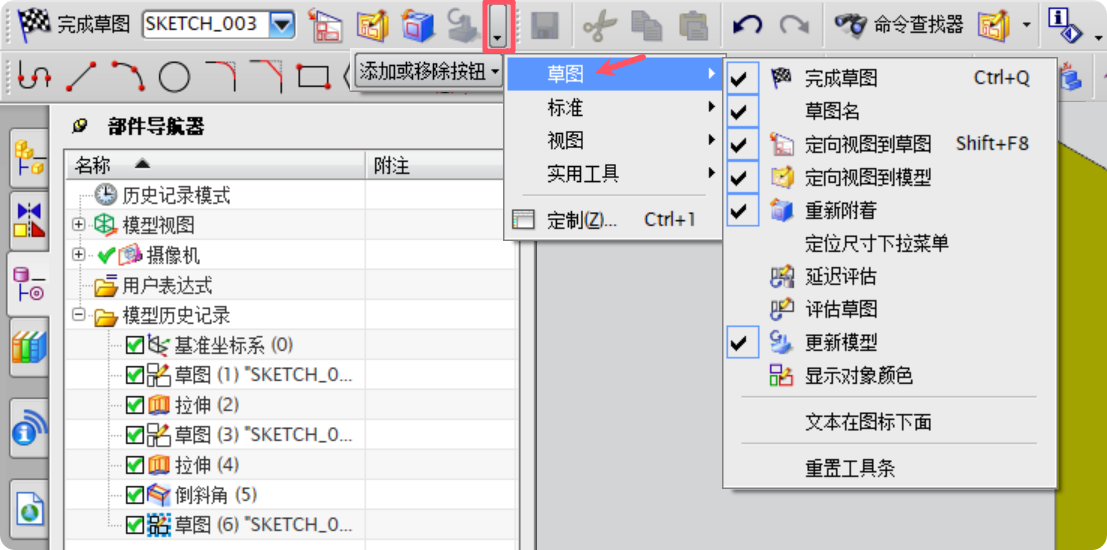 完成草图 SKETCH_003 命令查找器
添加或移除按钮
草图
标准
视图
实用工具
定制(Z)... Ctrl+1
完成草图 Ctrl+Q
草图名
定向视图到草图 Shift+F8
定向视图到模型
重新附着
定位尺寸下拉菜单
延迟评估
评估草图
更新模型
显示对象颜色
文本在图标下面
重置工具条
部件导航器
名称 附注
历史记录模式
模型视图
摄像机
用户表达式
模型历史记录
基准坐标系 (0)
草图 (1) "SKETCH_0...
拉伸 (2)
草图 (3) "SKETCH_0...
拉伸 (4)
倒斜角 (5)
草图 (6) "SKETCH_0...